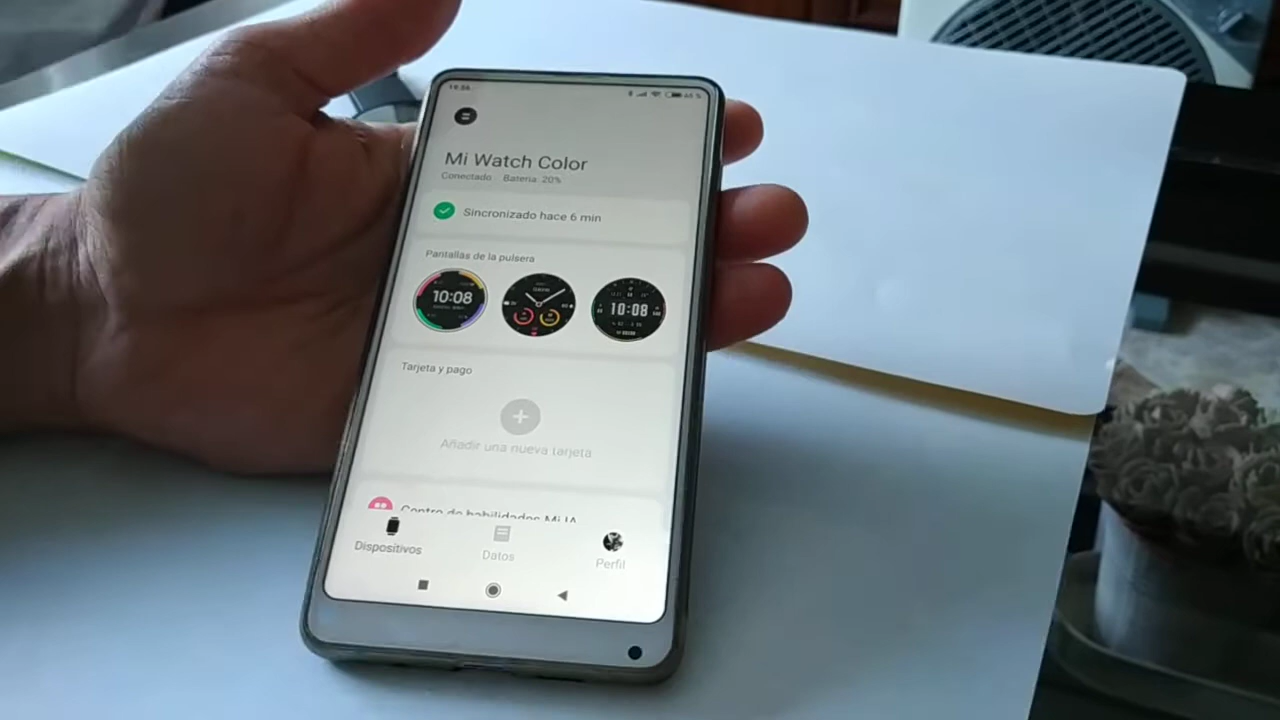 Mi Watch Color
Conectado Batería: 20%
Sincronizado hace 6 min
Pantallas de la pulsera
10:08
10:08
Tarjeta y pago
Añadir una nueva tarjeta
Centro de habilidades Mi IA
Dispositivos
Datos
Perfil